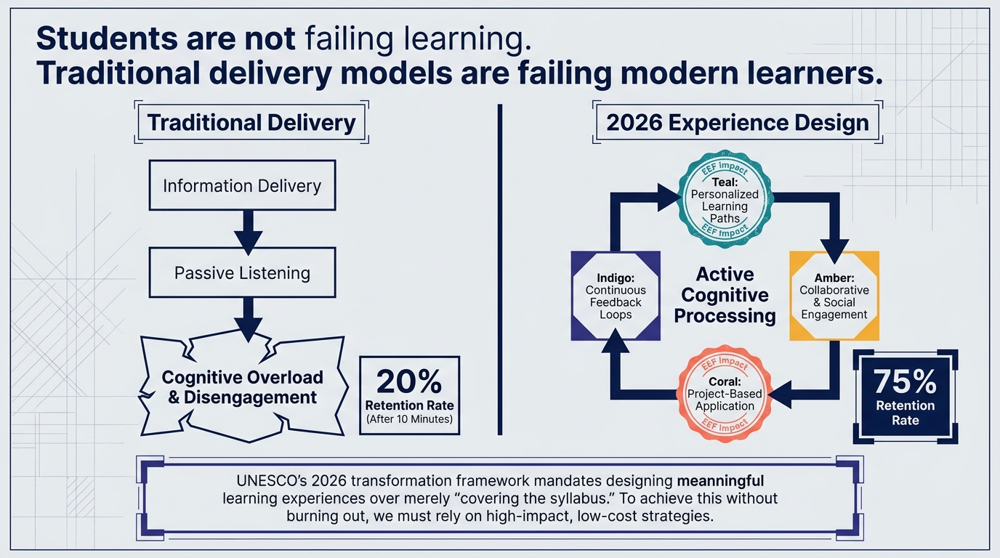 Students are not failing learning.
Traditional delivery models are failing modern learners.
Traditional Delivery
Information Delivery
Passive Listening
Cognitive Overload
& Disengagement
20%
Retention Rate
(After 10 Minutes)
2026 Experience Design
EEF impact
Teal:
Personalized
Learning
Paths
EEF Impact
Amber:
Collaborative
& Social
Engagement
Active
Cognitive
Processing
Indigo:
Continuous
Feedback
Loops
EEF Impact
Coral:
Project-Based
Application
EEF Impact
75%
Retention
Rate
UNESCO’s 2026 transformation framework mandates designing meanningful
learning experiences over merely “covering the syllabus.” To achieve this without
burning out, we must rely on high-impact, low-cost strategies.